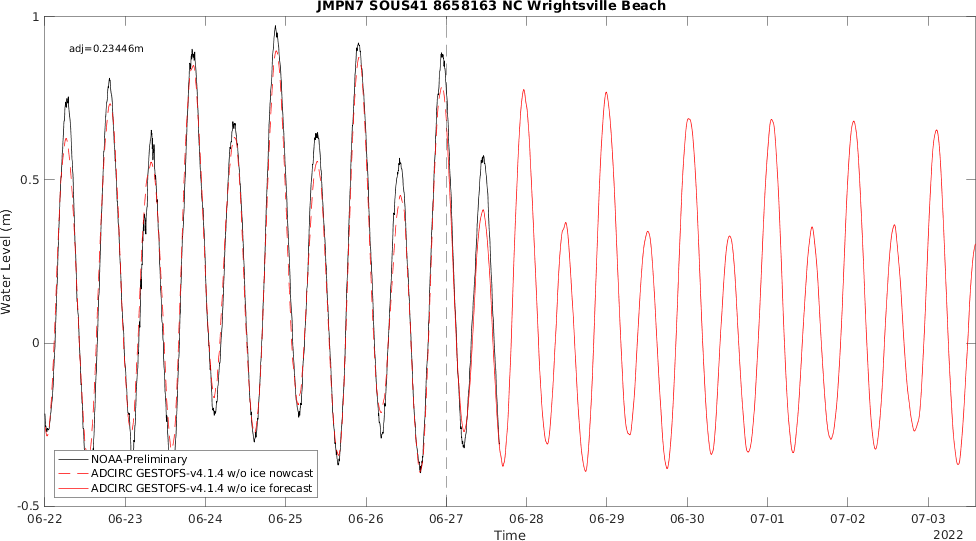 JMPN7 SOUS41 8658163 NC Wrightsville Beach
adj=0.23446m
1
0.5
0
-0.5
Water Level (m)
NOAA-Preliminary
ADCIRC GESTOFS-v4.1.4 w/o ice nowcast
ADCIRC GESTOFS-v4.1.4 w/o ice forecast
06-22 06-23 06-24 06-25 06-26 06-27 06-28 06-29 06-30 07-01 07-02 07-03
Time
2022